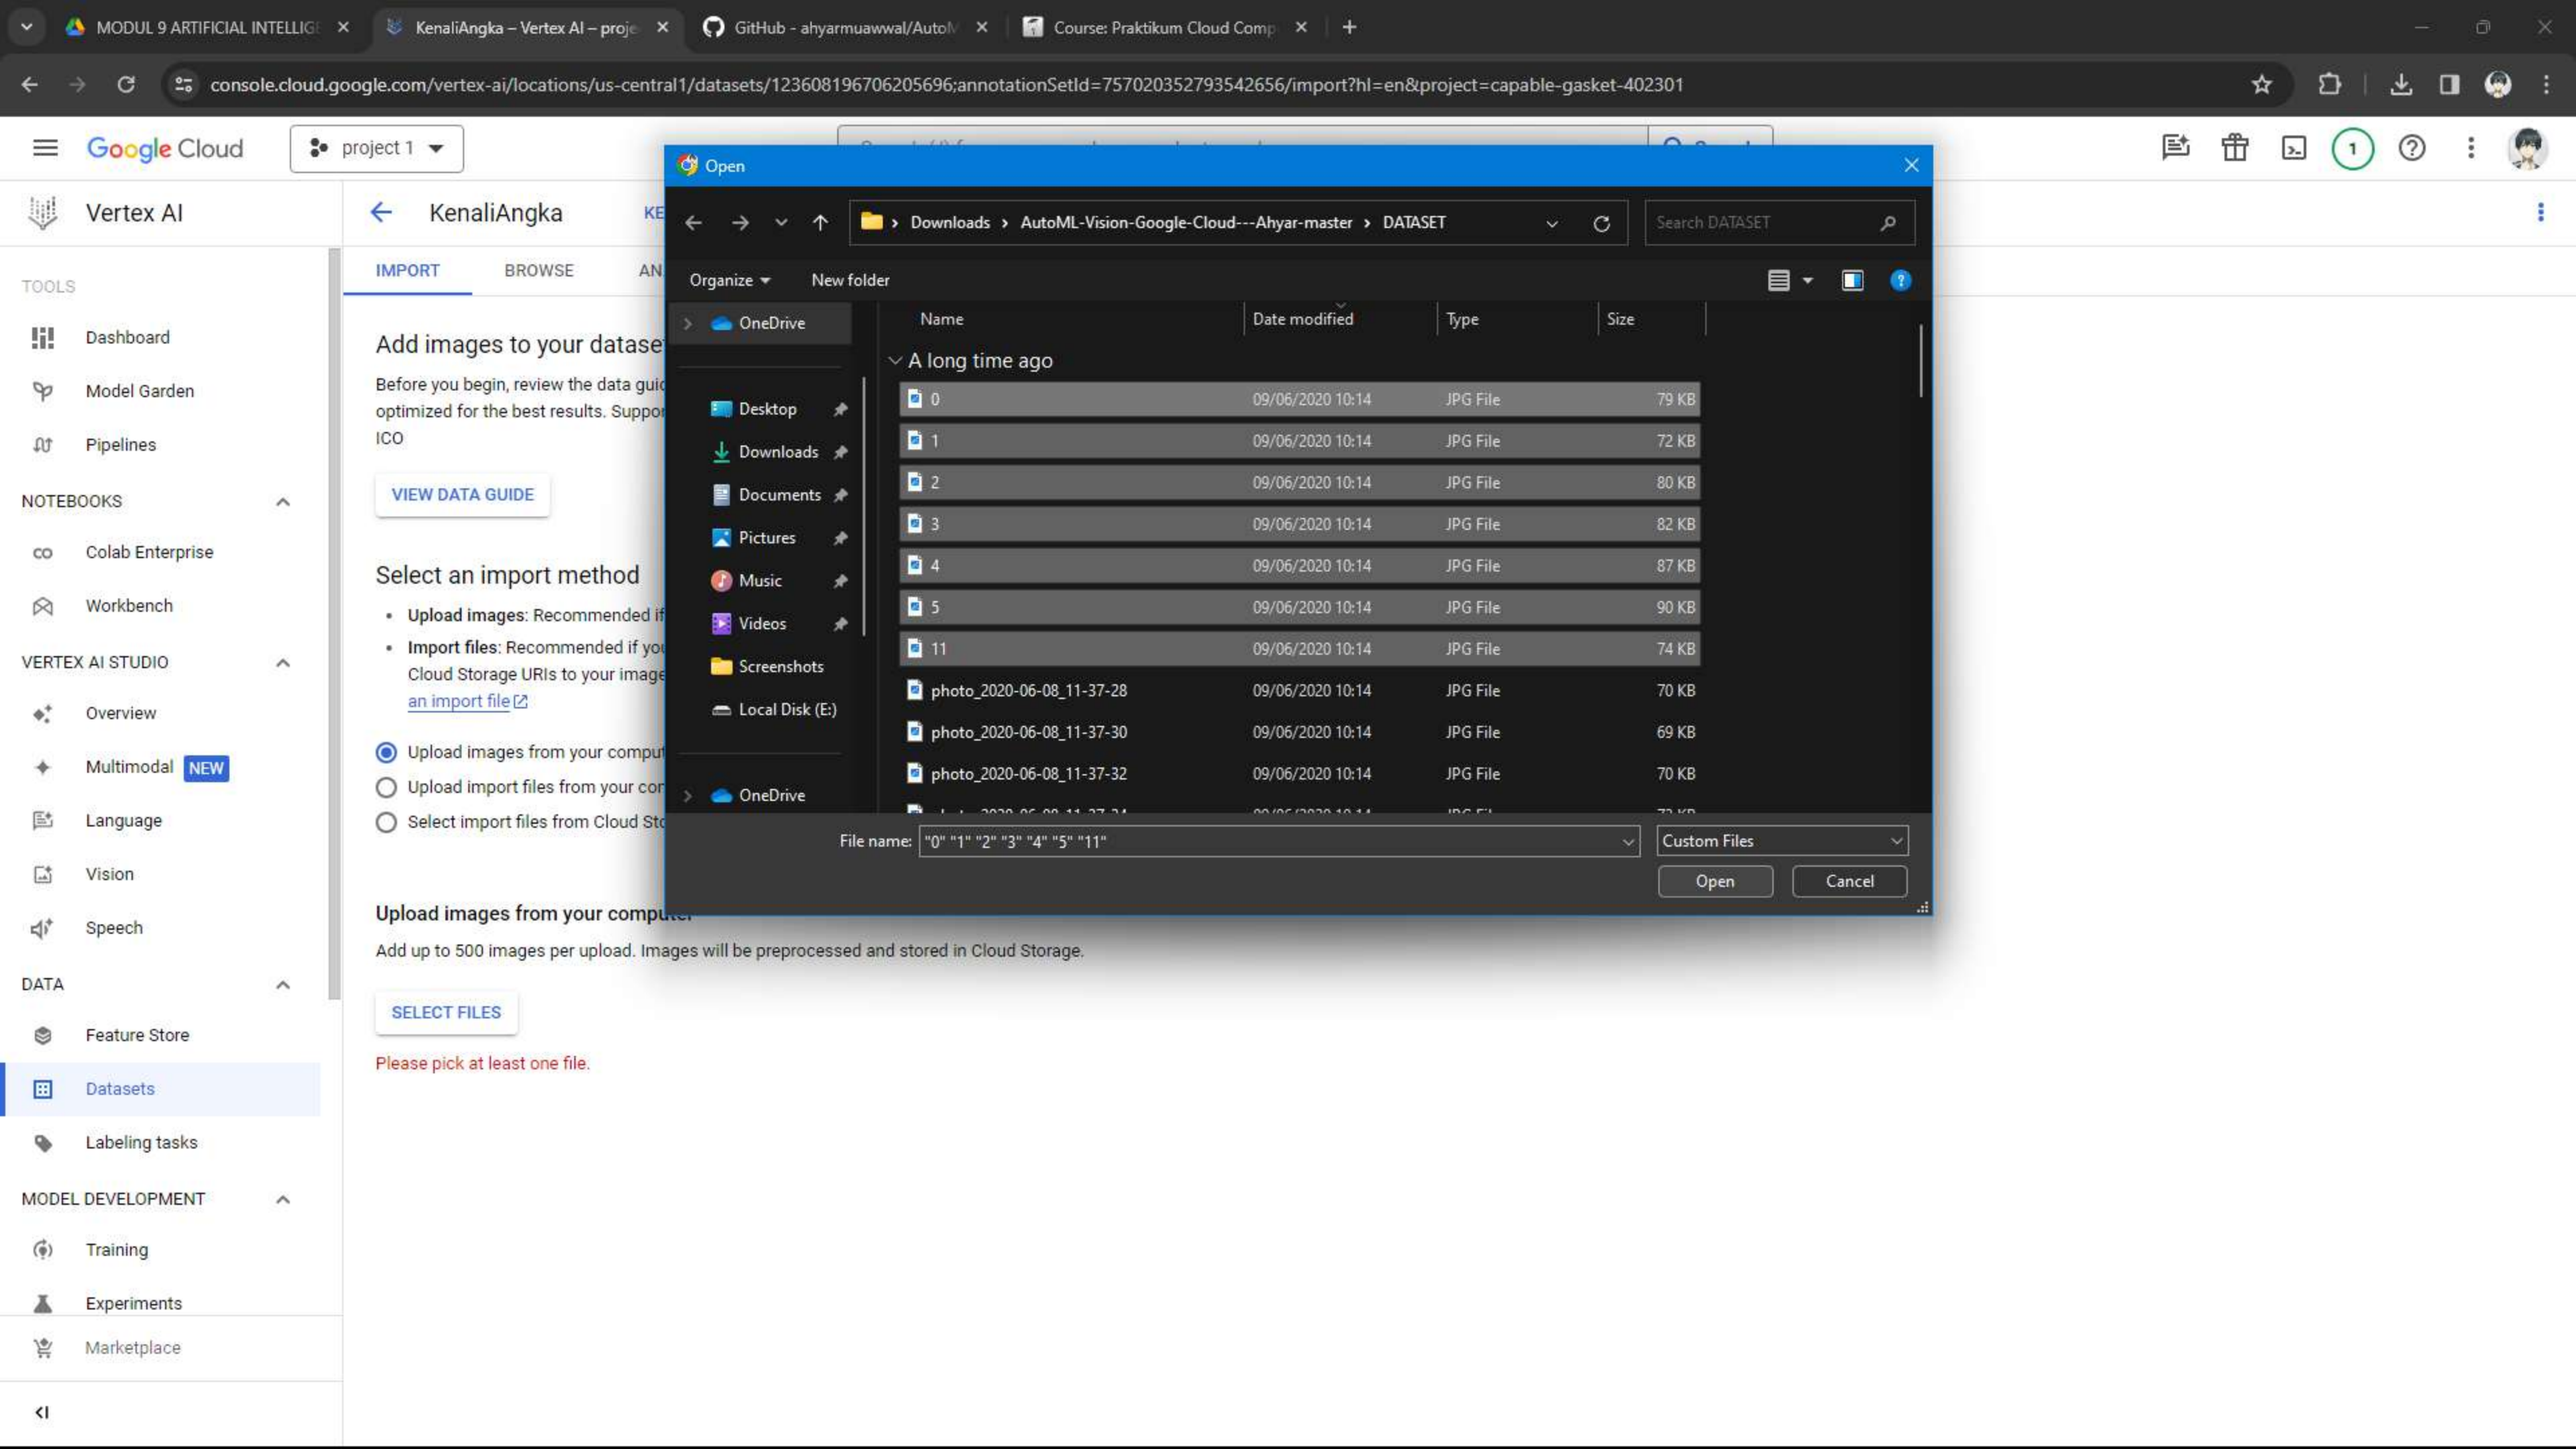 MODUL 9 ARTIFICIAL INTELLIGE
KenaliAngka – Vertex AI – proje
GitHub - ahyarmuawwal/AutoM
Course: Praktikum Cloud Comp
console.cloud.google.com/vertex-ai/locations/us-central1/datasets/123608196706205696;annotationSetId=757020352793542656/import?hl=en&project=capable-gasket-402301
Google Cloud
project 1
1
Vertex AI
KenaliAngka
KE
TOOLS
Dashboard
Model Garden
Pipelines
NOTEBOOKS
Colab Enterprise
Workbench
VERTEX AI STUDIO
Overview
Multimodal NEW
Language
Vision
Speech
DATA
Feature Store
Datasets
Labeling tasks
MODEL DEVELOPMENT
Training
Experiments
Marketplace
IMPORT BROWSE AN
Add images to your datase
Before you begin, review the data guid
optimized for the best results. Suppor
ICO
VIEW DATA GUIDE
Select an import method
• Upload images: Recommended if
• Import files: Recommended if you
Cloud Storage URIs to your image
an import file
Upload images from your comput
Upload import files from your com
Select import files from Cloud Sto
Upload images from your computer
Add up to 500 images per upload. Images will be preprocessed and stored in Cloud Storage.
SELECT FILES
Please pick at least one file.
Open
Downloads › AutoML-Vision-Google-Cloud---Ahyar-master › DATASET
Search DATASET
Organize New folder
OneDrive
Desktop
Downloads
Documents
Pictures
Music
Videos
Screenshots
Local Disk (E:)
OneDrive
Name Date modified Type Size
A long time ago
0 09/06/2020 10:14 JPG File 79 KB
1 09/06/2020 10:14 JPG File 72 KB
2 09/06/2020 10:14 JPG File 80 KB
3 09/06/2020 10:14 JPG File 82 KB
4 09/06/2020 10:14 JPG File 87 KB
5 09/06/2020 10:14 JPG File 90 KB
11 09/06/2020 10:14 JPG File 74 KB
photo_2020-06-08_11-37-28 09/06/2020 10:14 JPG File 70 KB
photo_2020-06-08_11-37-30 09/06/2020 10:14 JPG File 69 KB
photo_2020-06-08_11-37-32 09/06/2020 10:14 JPG File 70 KB
File name: "0" "1" "2" "3" "4" "5" "11"
Custom Files
Open Cancel